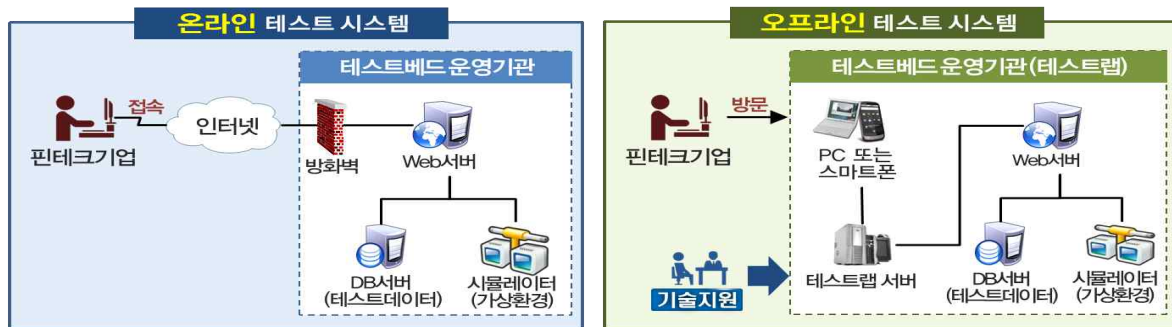 온라인 테스트 시스템
테스트베드 운영기관
접속
핀테크기업
인터넷
방화벽
Web서버
DB서버
(테스트데이터)
시뮬레이터
(가상환경)
오프라인 테스트 시스템
테스트베드 운영기관(테스트랩)
방문
핀테크기업
PC 또는
스마트폰
Web서버
기술지원
테스트랩 서버
DB서버
(테스트데이터)
시뮬레이터
(가상환경)